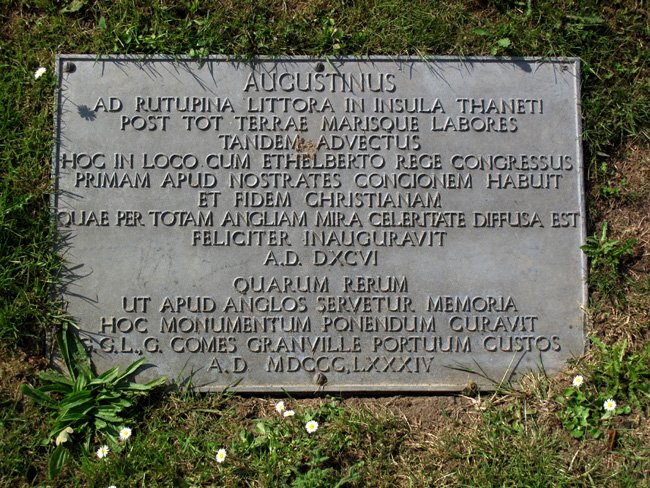 AUGUSTINUS
AD RUTUPINA LITTORA IN INSULA THANETI
POST TOT TERRAE MARISQUE LABORES
TANDEM ADVECTUS
HOC IN LOCO CUM ETHELBERTO REGE CONGRESSUS
PRIMAM APUD NOSTRATES CONCIONEM HABUIT
ET FIDEM CHRISTIANAM
QUAE PER TOTAM ANGLIAM MIRA CELERITATE DIFFUSA EST
FELICITER INAUGURAVIT
A.D. DXCVI
QUARUM RERUM
UT APUD ANGLOS SERVETUR MEMORIA
HOC MONUMENTUM PONENDUM CURAVIT
G.G.L.G. COMES GRANVILLE PORTUUM CUSTOS
A.D MDCCC,LXXXIV